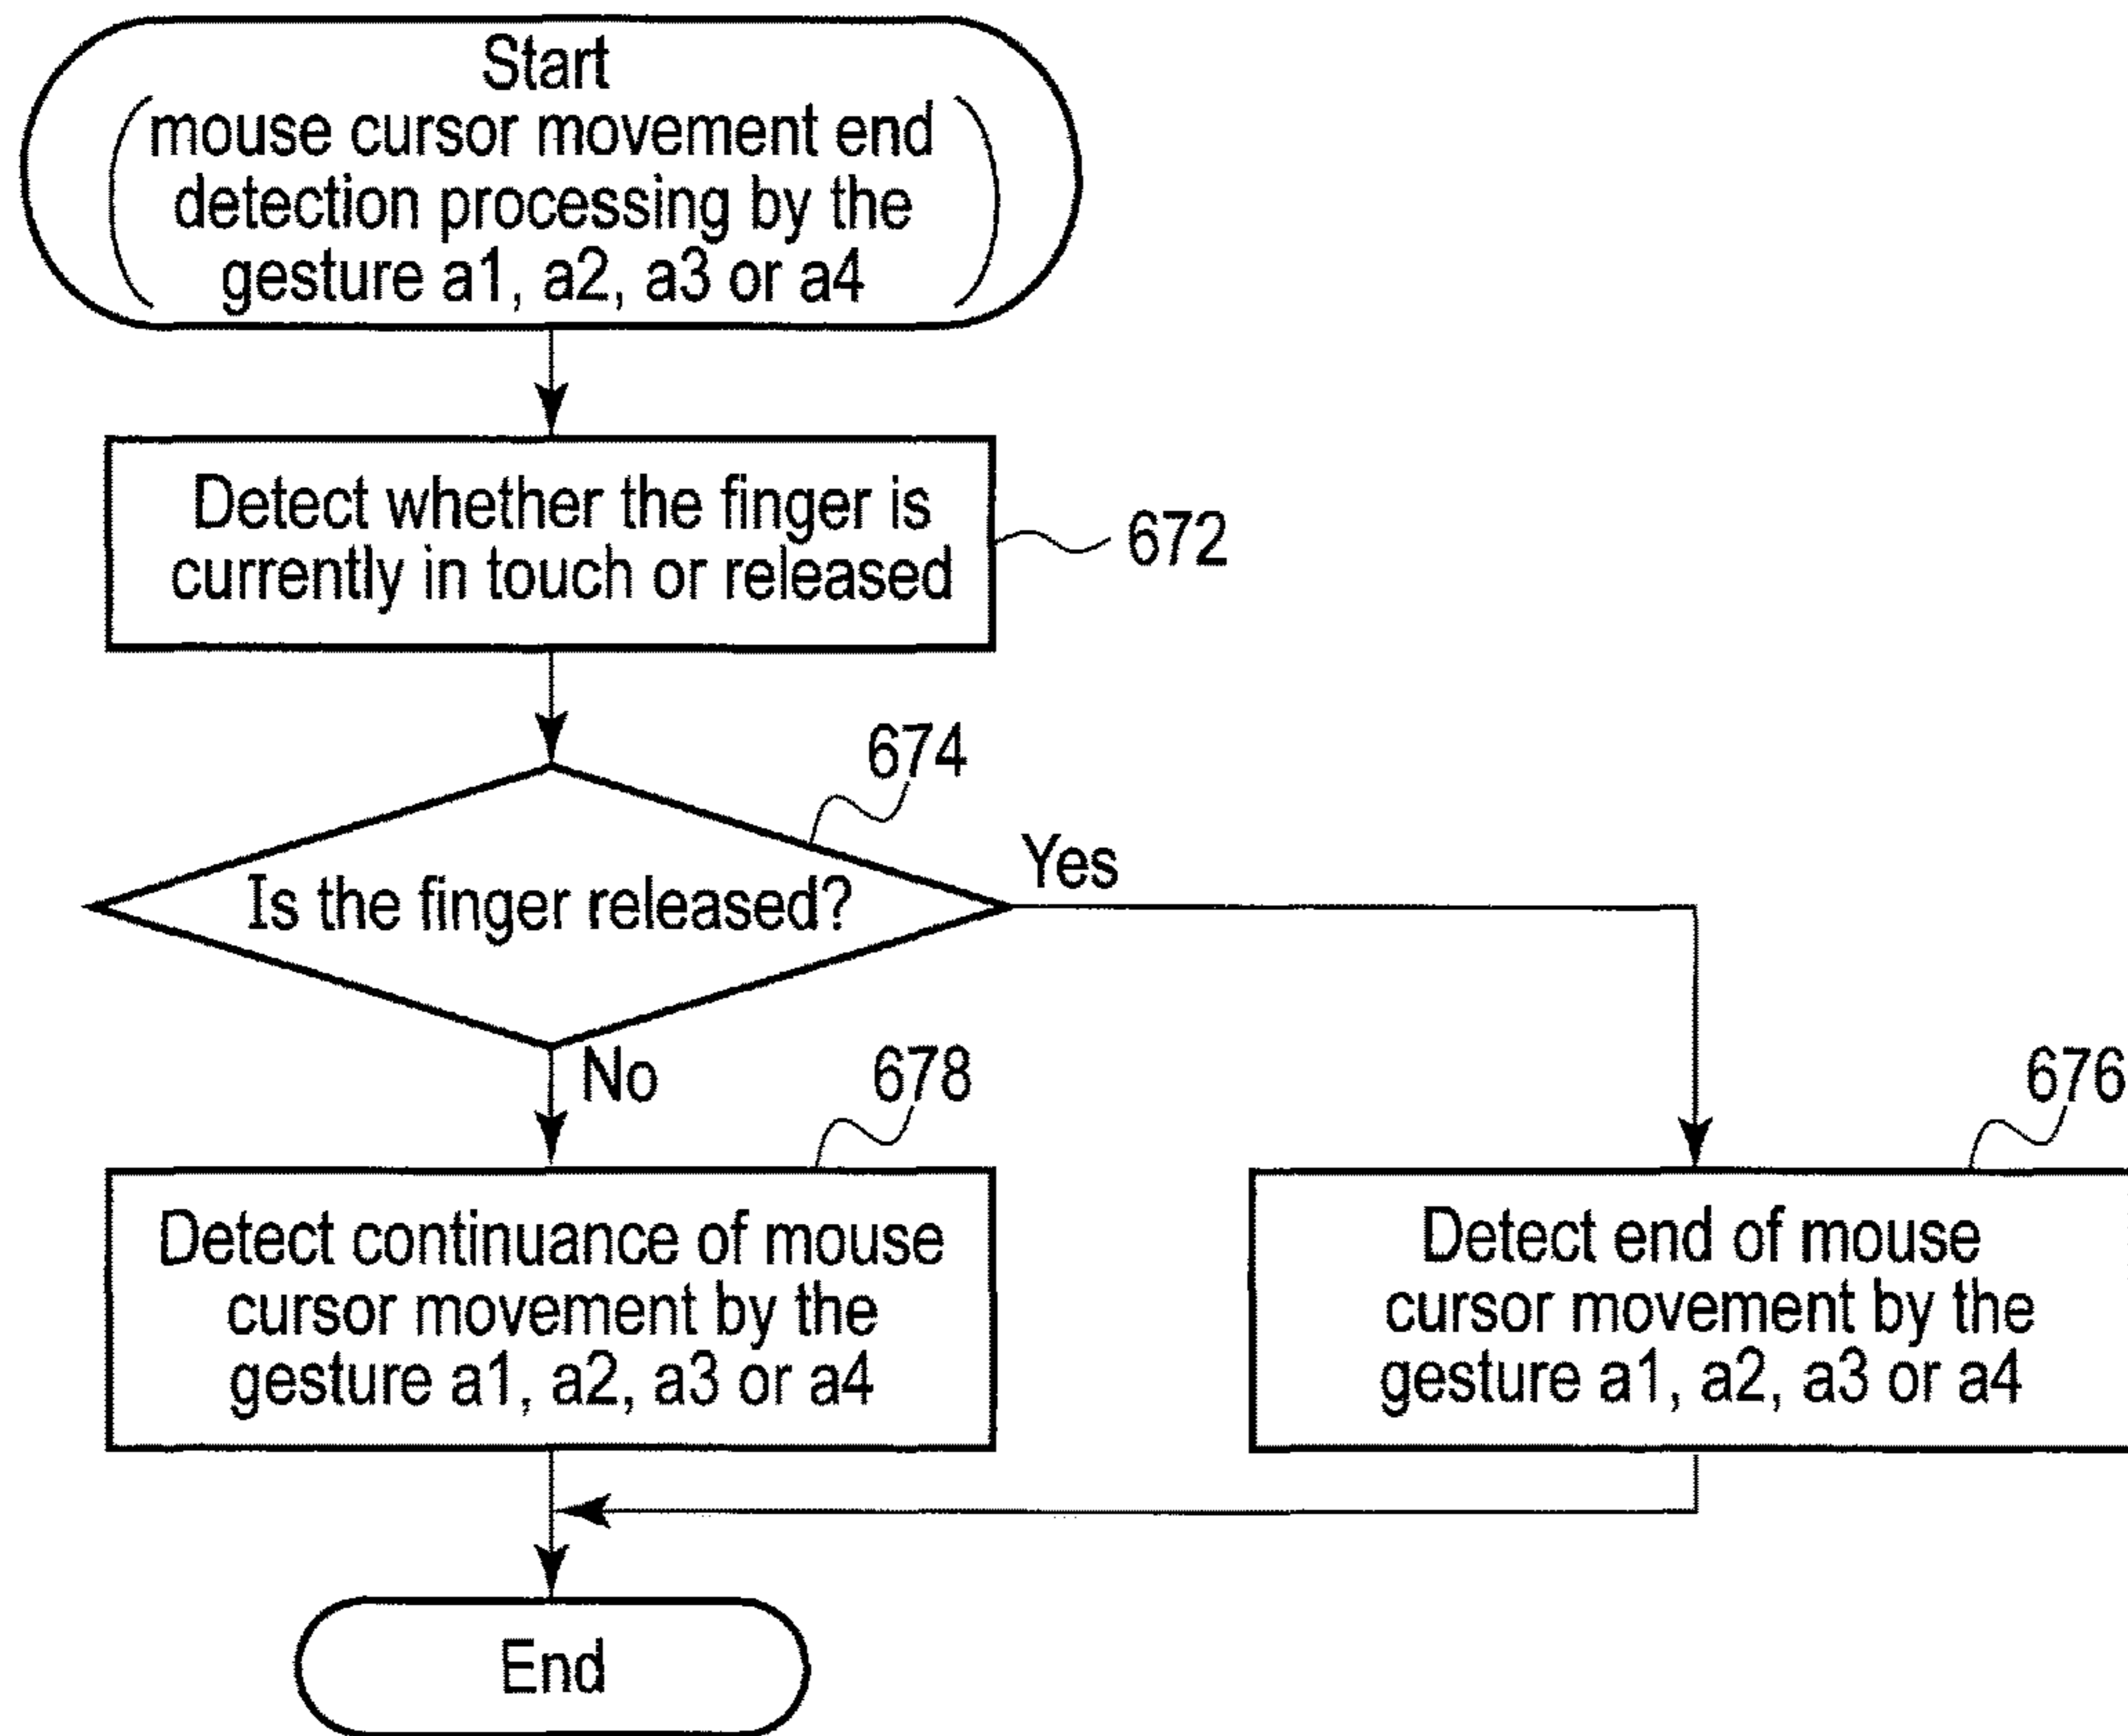 Start
mouse cursor movement end
detection processing by the
gesture a1, a2, a3 or a4
Detect whether the finger is
currently in touch or released
672
674
Is the finger released?
Yes
No
678
676
Detect continuance of mouse
cursor movement by the
gesture a1, a2, a3 or a4
Detect end of mouse
cursor movement by the
gesture a1, a2, a3 or a4
End